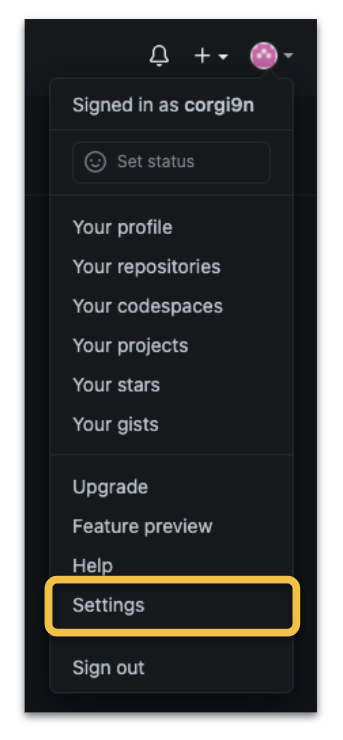 Signed in as corgi9n
Set status
Your profile
Your repositories
Your codespaces
Your projects
Your stars
Your gists
Upgrade
Feature preview
Help
Settings
Sign out